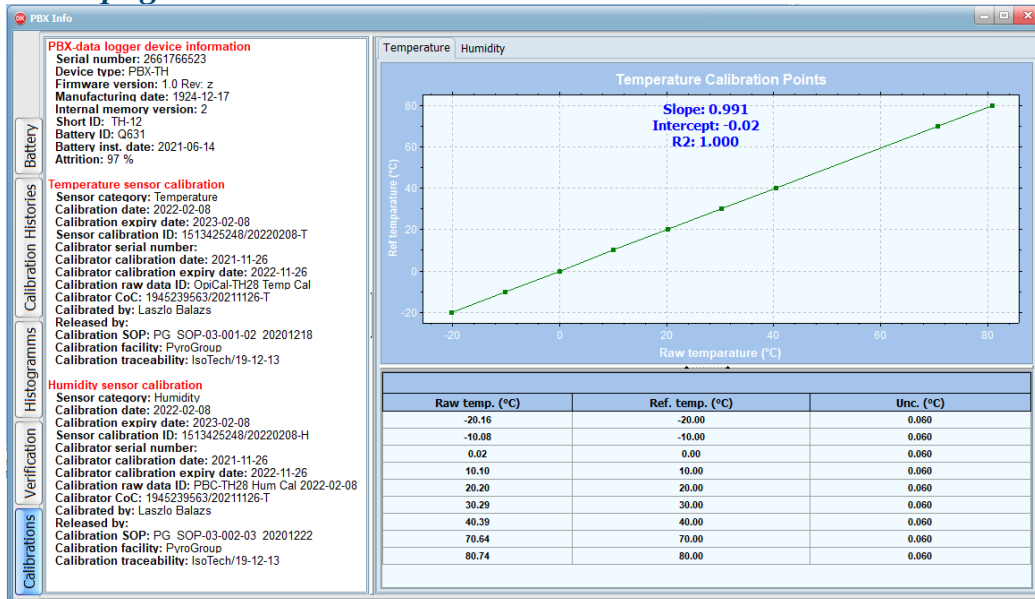 PBX Info
PBX-data logger device information
Serial number: 2661766523
Device type: PBX-TH
Firmware version: 1.0 Rev: z
Manufacturing date: 1924-12-17
Internal memory version: 2
Short ID: TH-12
Battery ID: Q631
Battery inst. date: 2021-06-14
Attrition: 97 %
Temperature sensor calibration
Sensor category: Temperature
Calibration date: 2022-02-08
Calibration expiry date: 2023-02-08
Sensor calibration ID: 1513425248/20220208-T
Calibrator serial number:
Calibrator calibration date: 2021-11-26
Calibrator calibration expiry date: 2022-11-26
Calibration raw data ID: OpiCal-TH28 Temp Cal
Calibrator CoC: 1945239563/20211126-T
Calibrated by: Laszlo Balazs
Released by:
Calibration SOP: PG_SOP-03-001-02_20201218
Calibration facility: PyroGroup
Calibration traceability: IsoTech/19-12-13
Humidity sensor calibration
Sensor category: Humidity
Calibration date: 2022-02-08
Calibration expiry date: 2023-02-08
Sensor calibration ID: 1513425248/20220208-H
Calibrator serial number:
Calibrator calibration date: 2021-11-26
Calibrator calibration expiry date: 2022-11-26
Calibration raw data ID: PBC-TH28 Hum Cal 2022-02-08
Calibrator CoC: 1945239563/20211126-T
Calibrated by: Laszlo Balazs
Released by:
Calibration SOP: PG_SOP-03-002-03_20201222
Calibration facility: PyroGroup
Calibration traceability: IsoTech/19-12-13
Battery
Calibration Histories
Histogramms
Verification
Calibrations
Temperature Humidity
Temperature Calibration Points
Slope: 0.991
Intercept: -0.02
R2: 1.000
Ref temparature (°C)
80
60
40
20
0
-20
-20 0 20 40 60 80
Raw temparature (°C)
Raw temp. (°C) Ref. temp. (°C) Unc. (°C)
-20.16 -20.00 0.060
-10.08 -10.00 0.060
0.02 0.00 0.060
10.10 10.00 0.060
20.20 20.00 0.060
30.29 30.00 0.060
40.39 40.00 0.060
70.64 70.00 0.060
80.74 80.00 0.060